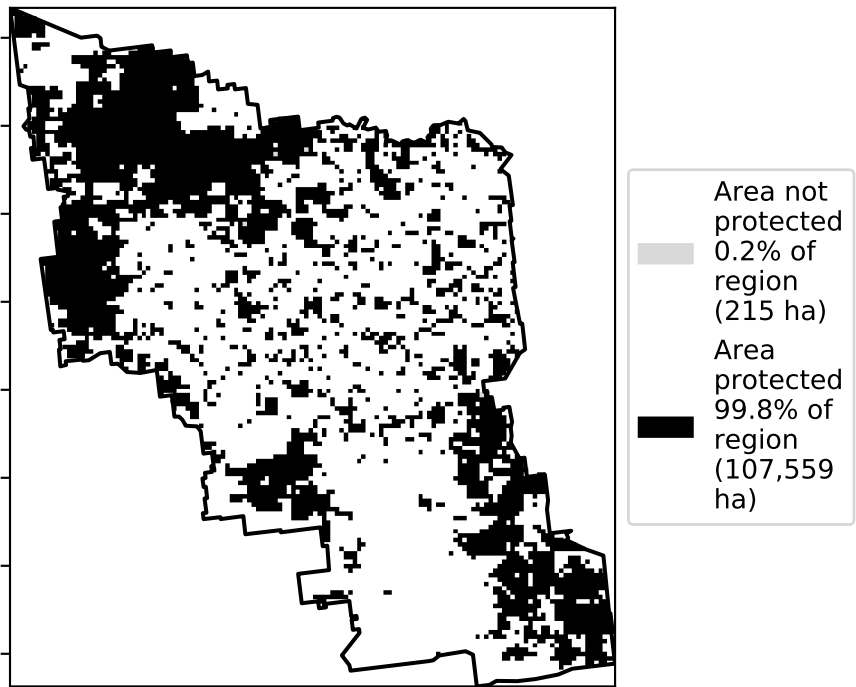 Area not
protected
0.2% of
region
(215 ha)
Area
protected
99.8% of
region
(107,559
ha)